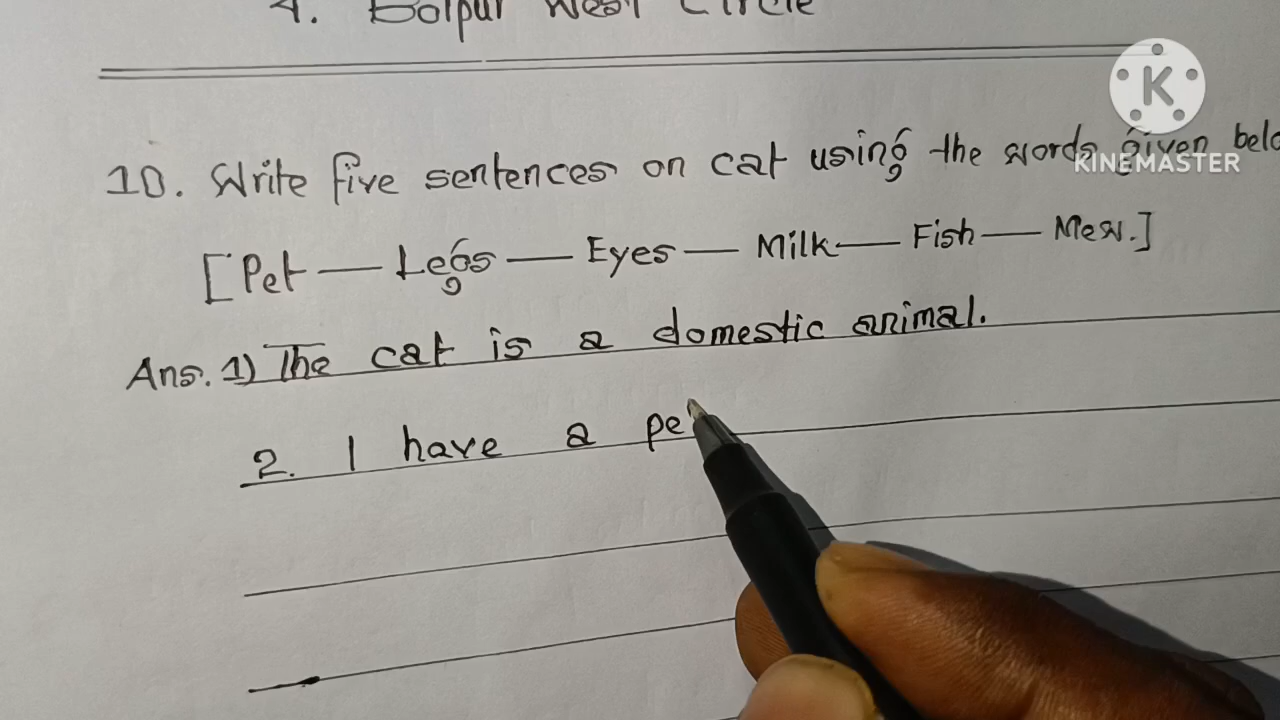 4. Bolpur West Circle
10. Write five sentences on cat using the words given belo
[Pet — Legs — Eyes — Milk — Fish — Mew.]
Ans. 1) The cat is a domestic animal.
2. I have a pe
K
KINEMASTER